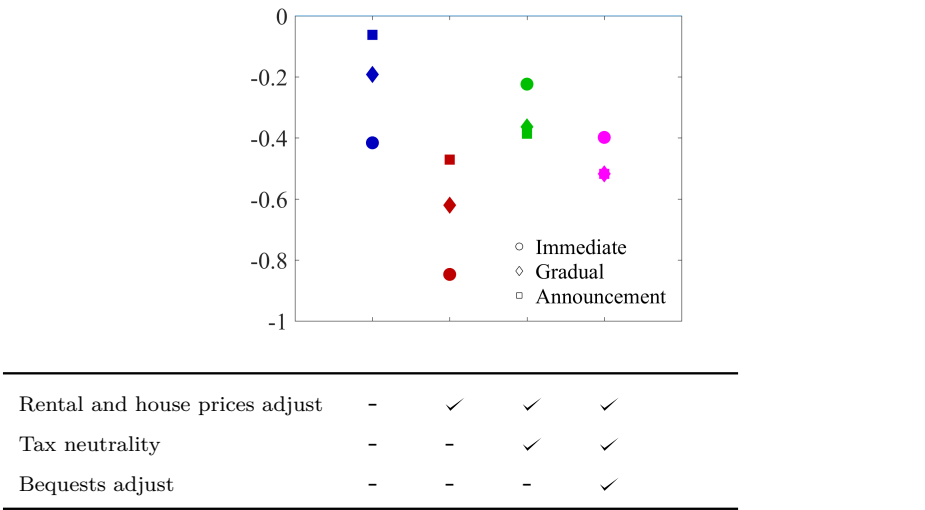 0
-0.2
-0.4
-0.6
-0.8
-1
Immediate
Gradual
Announcement
Rental and house prices adjust - ✓ ✓ ✓
Tax neutrality - - ✓ ✓
Bequests adjust - - - ✓